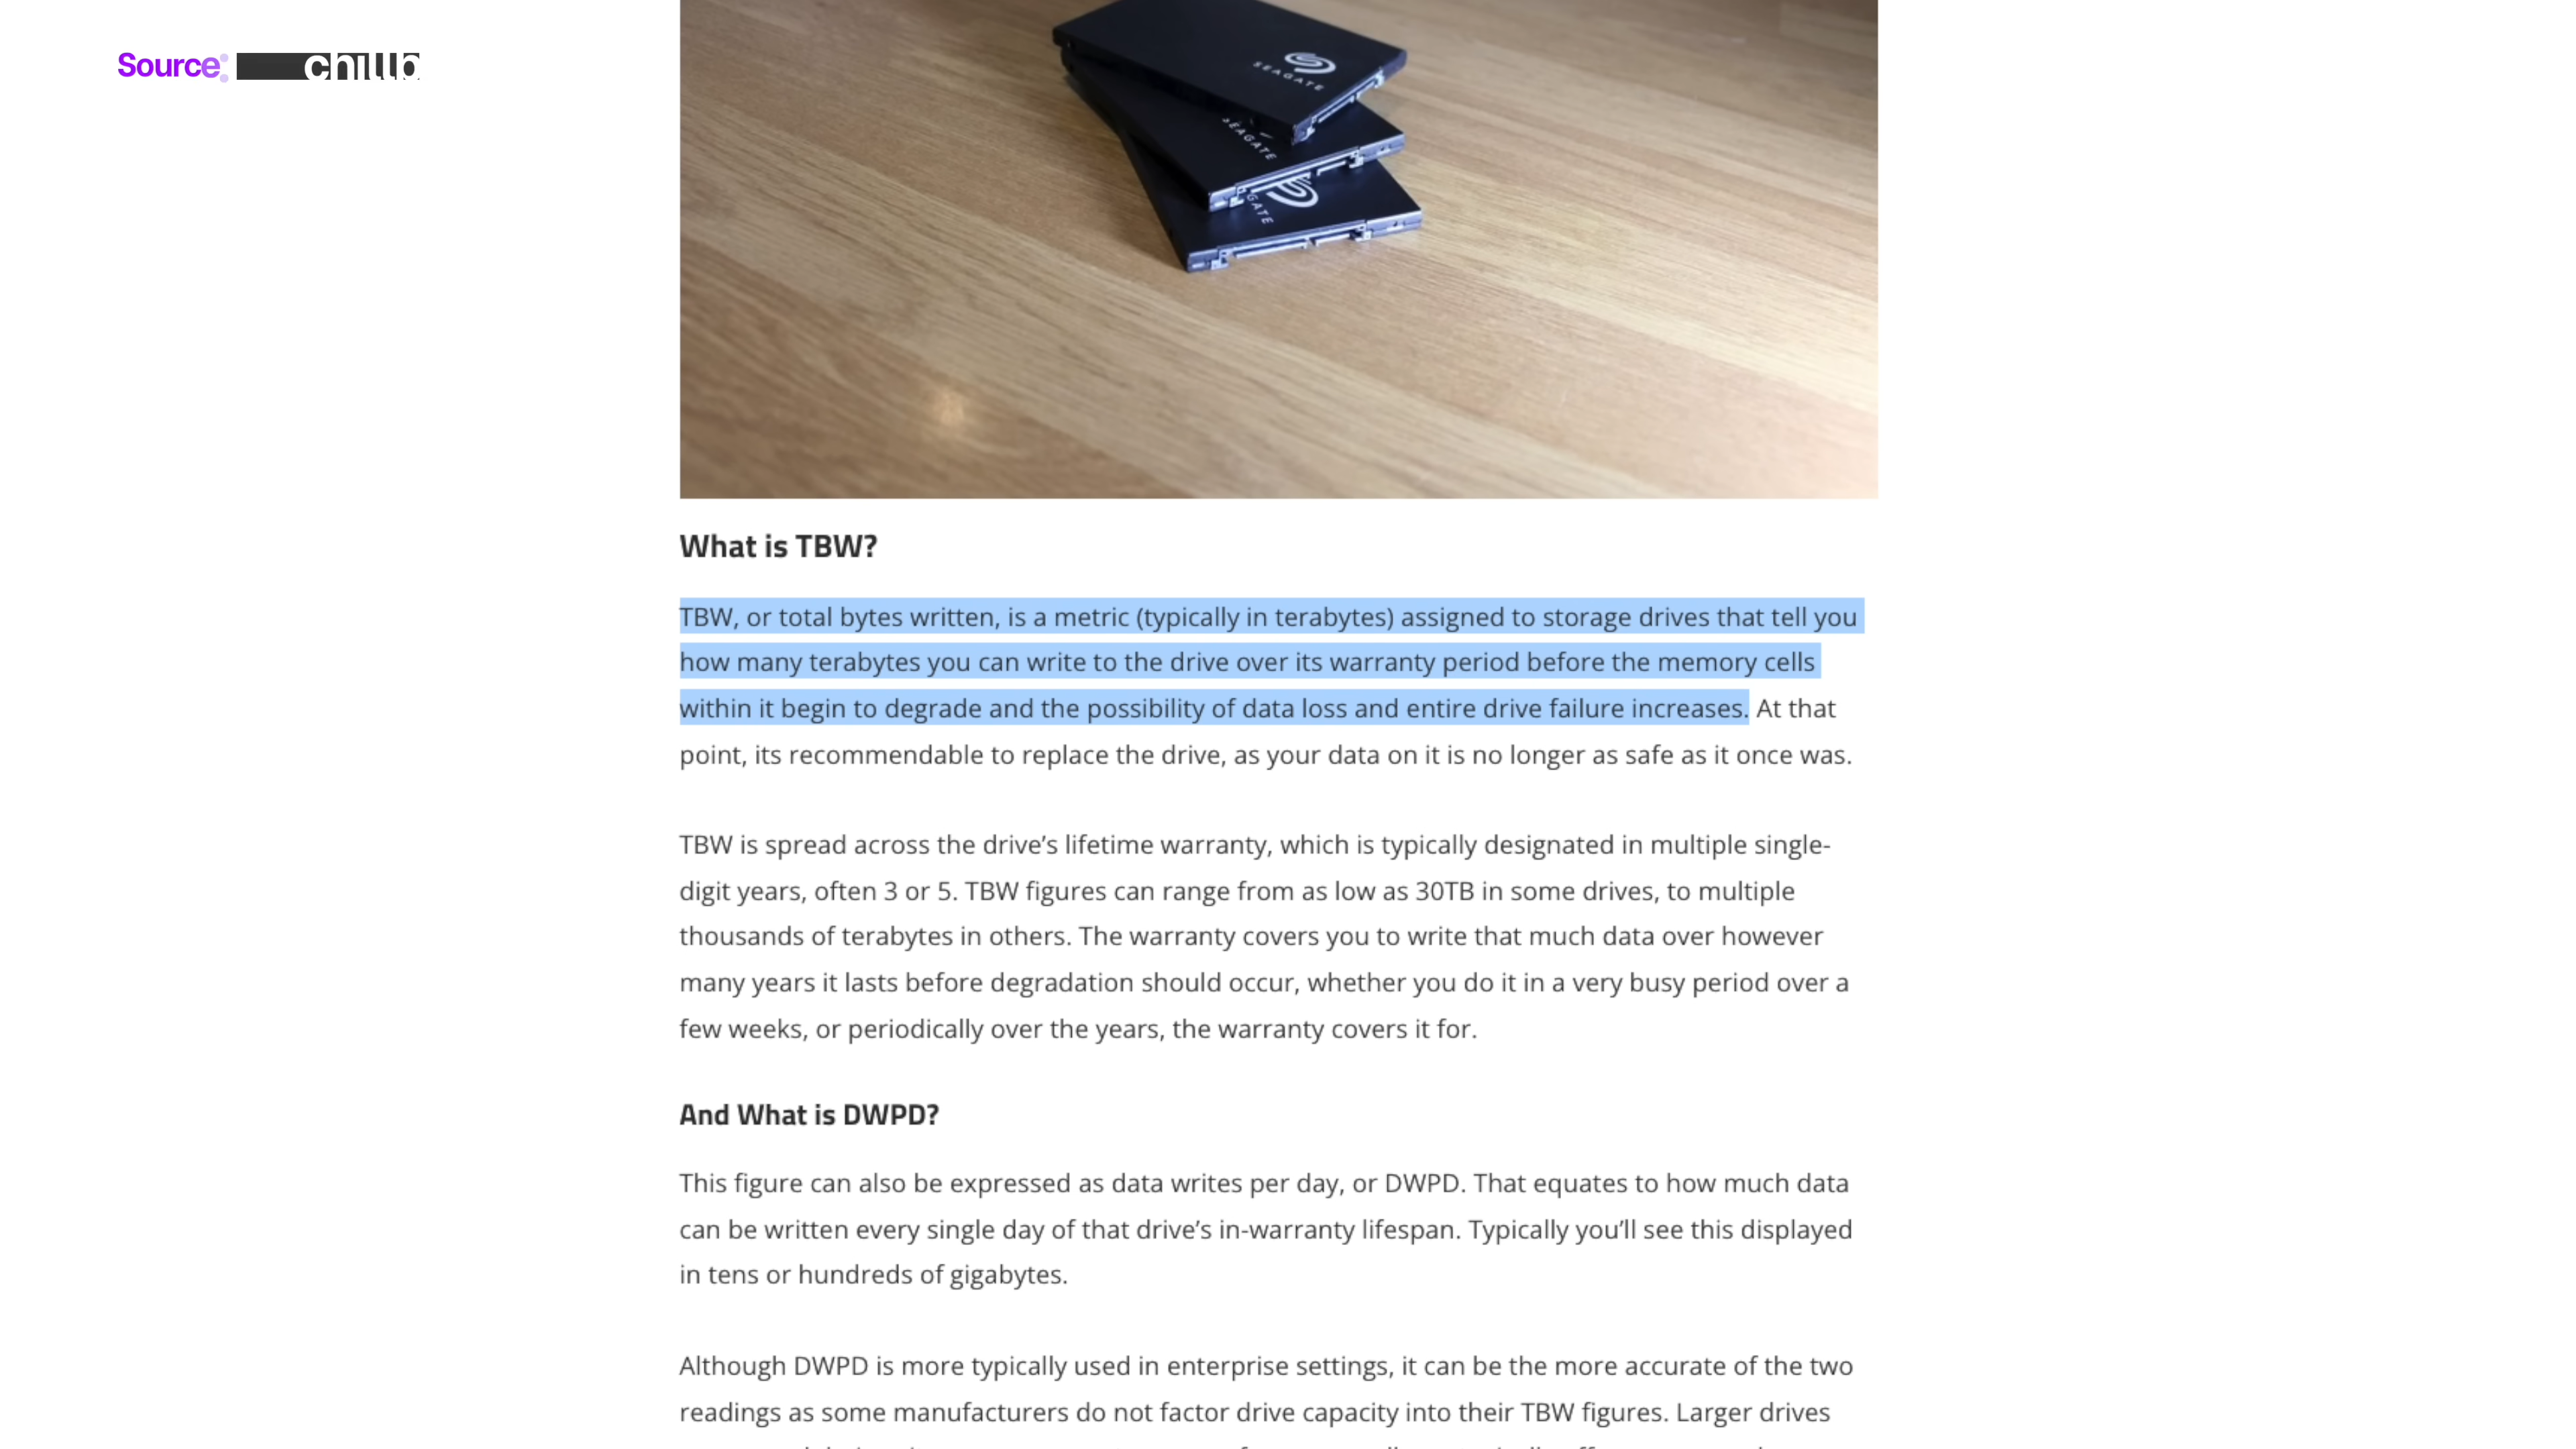 Source:
SEAGATE
SEAGATE
What is TBW?
TBW, or total bytes written, is a metric (typically in terabytes) assigned to storage drives that tell you
how many terabytes you can write to the drive over its warranty period before the memory cells
within it begin to degrade and the possibility of data loss and entire drive failure increases. At that
point, its recommendable to replace the drive, as your data on it is no longer as safe as it once was.
TBW is spread across the drive’s lifetime warranty, which is typically designated in multiple single-
digit years, often 3 or 5. TBW figures can range from as low as 30TB in some drives, to multiple
thousands of terabytes in others. The warranty covers you to write that much data over however
many years it lasts before degradation should occur, whether you do it in a very busy period over a
few weeks, or periodically over the years, the warranty covers it for.
And What is DWPD?
This figure can also be expressed as data writes per day, or DWPD. That equates to how much data
can be written every single day of that drive’s in-warranty lifespan. Typically you’ll see this displayed
in tens or hundreds of gigabytes.
Although DWPD is more typically used in enterprise settings, it can be the more accurate of the two
readings as some manufacturers do not factor drive capacity into their TBW figures. Larger drives